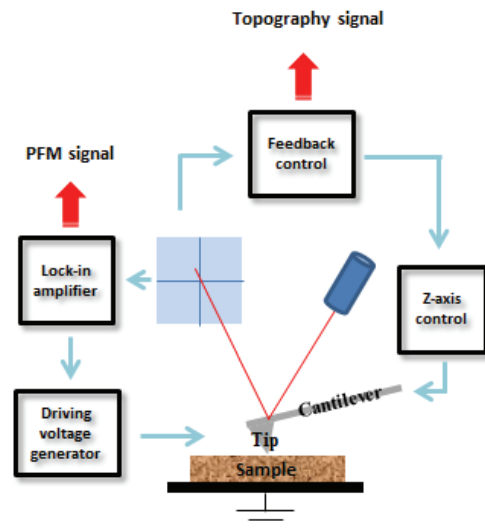 Topography signal
Feedback
control
PFM signal
Lock-in
amplifier
Z-axis
control
Cantilever
Driving
voltage
generator
Tip
Sample